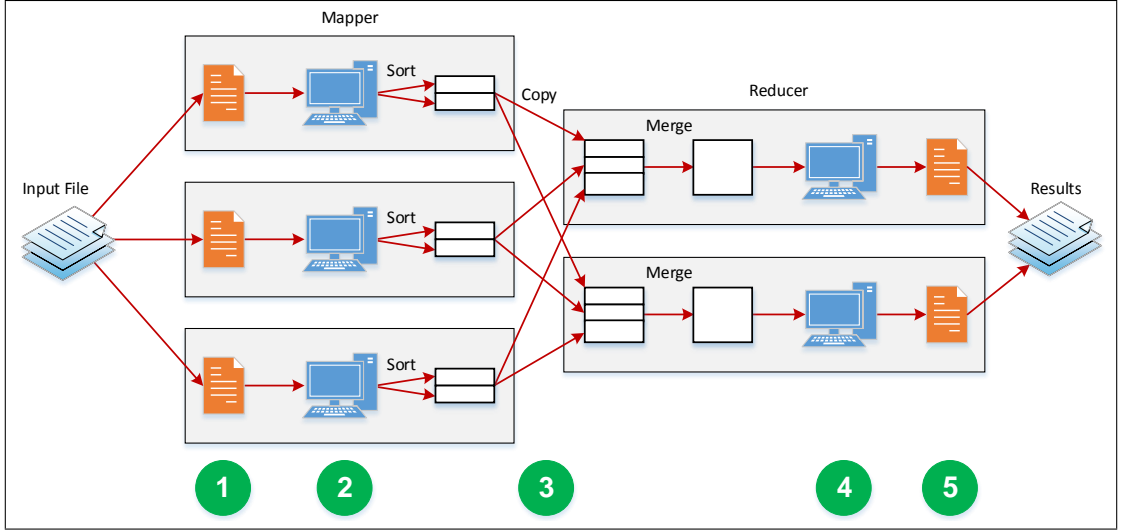 Mapper
Sort
Copy
Reducer
Merge
Input File
Sort
Results
Merge
Sort
1 2 3 4 5